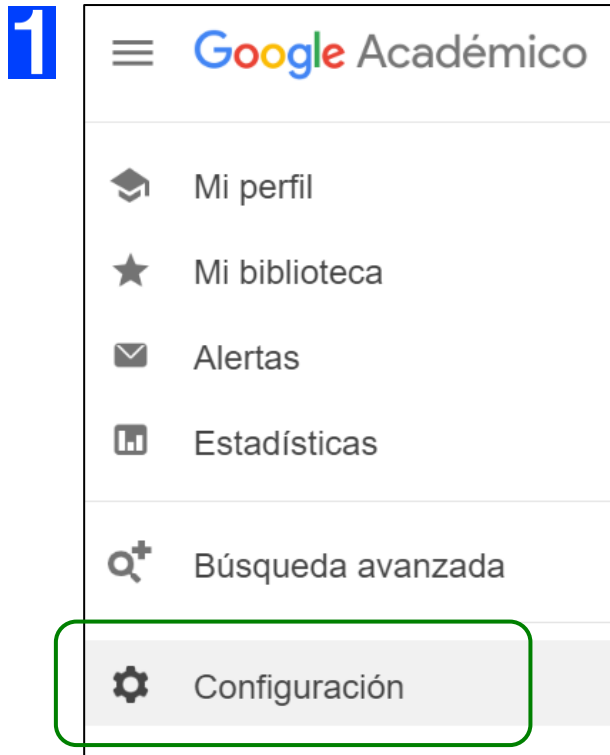 1
Google Académico
Mi perfil
Mi biblioteca
Alertas
Estadísticas
Búsqueda avanzada
Configuración